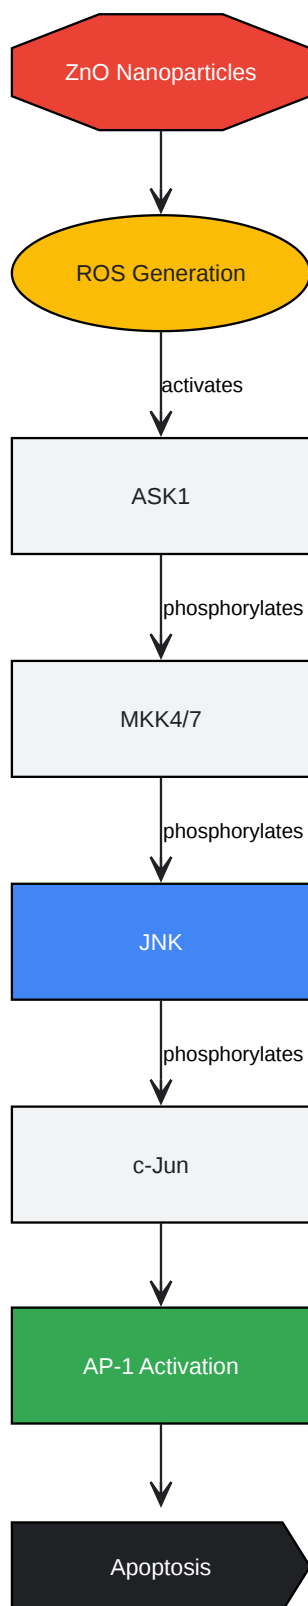 ZnO Nanoparticles
ROS Generation
activates
ASK1
phosphorylates
MKK4/7
phosphorylates
JNK
phosphorylates
c-Jun
AP-1 Activation
Apoptosis